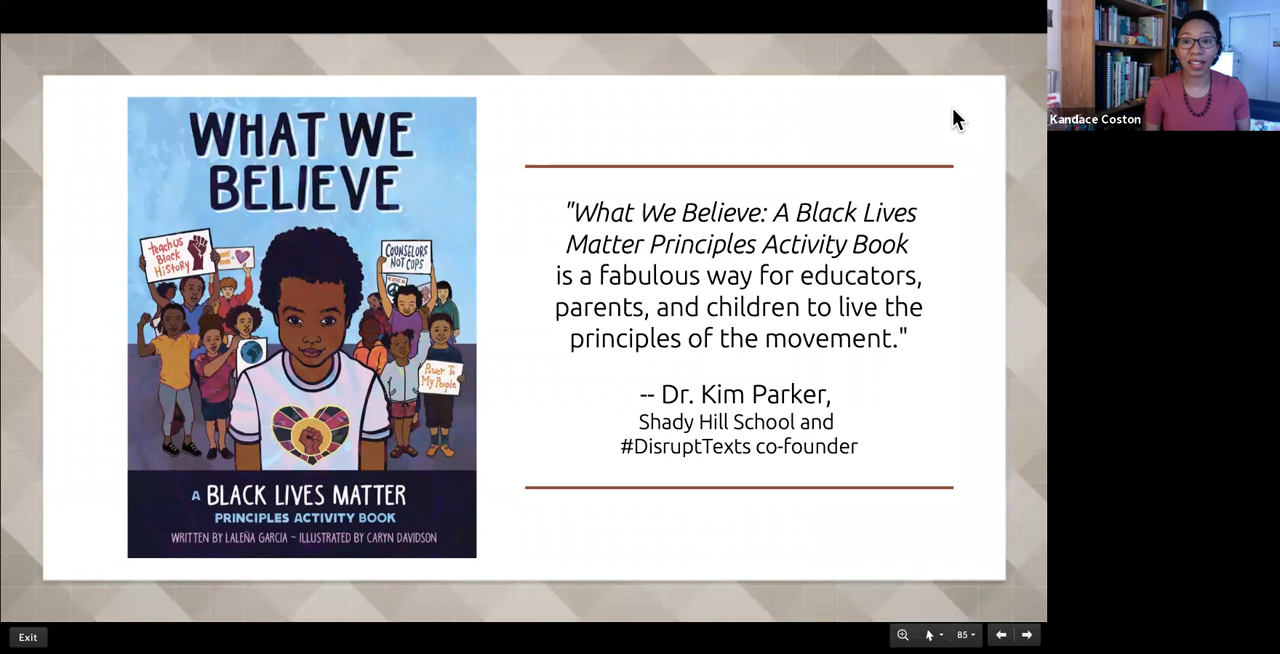 WHAT WE
BELIEVE
Teach US
Black
HiStORY
COUNSELORS
NOT COPS
Power To
My People
A BLACK LIVES MATTER
PRINCIPLES ACTIVITY BOOK
WRITTEN BY LALEÑA GARCIA ~ ILLUSTRATED BY CARYN DAVIDSON
"What We Believe: A Black Lives
Matter Principles Activity Book
is a fabulous way for educators,
parents, and children to live the
principles of the movement."
-- Dr. Kim Parker,
Shady Hill School and
#DisruptTexts co-founder
Kandace Coston
Exit
85